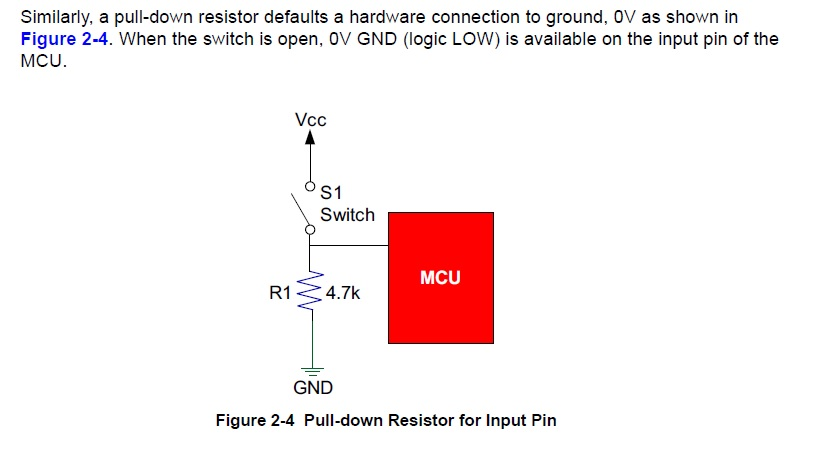 Similarly, a pull-down resistor defaults a hardware connection to ground, 0V as shown in
Figure 2-4. When the switch is open, 0V GND (logic LOW) is available on the input pin of the
MCU.
Vcc
S1
Switch
MCU
R1 4.7k
GND
Figure 2-4 Pull-down Resistor for Input Pin